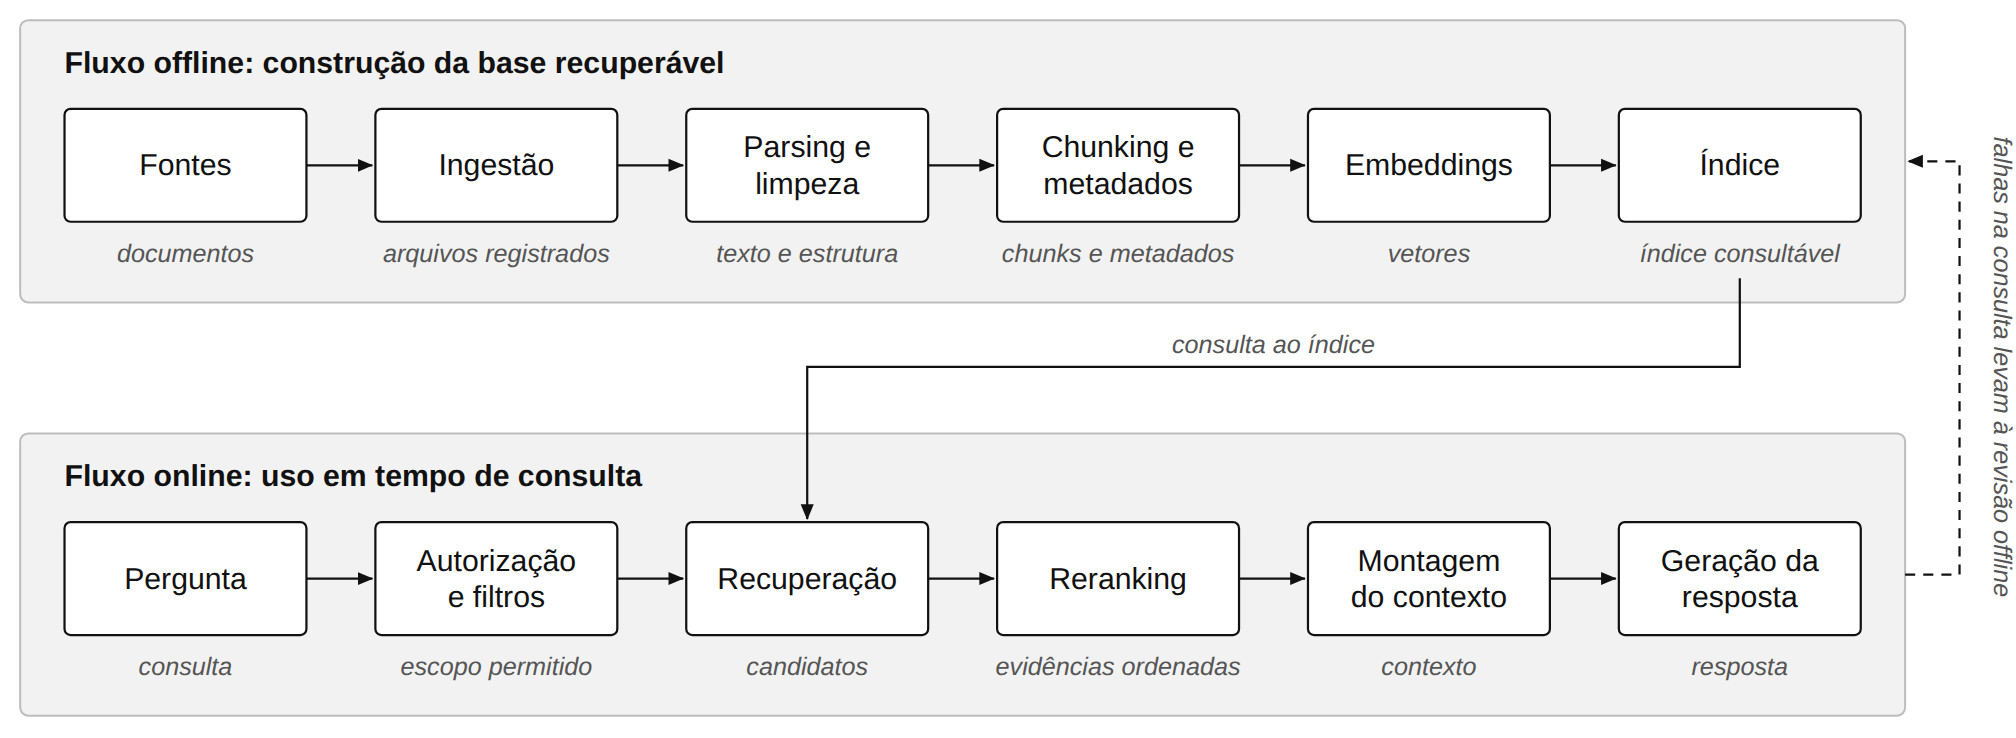 Fluxo offline: construção da base recuperável
Fontes
Ingestão
Parsing e
limpeza
Chunking e
metadados
Embeddings
Índice
documentos
arquivos registrados
texto e estrutura
chunks e metadados
vetores
índice consultável
consulta ao índice
falhas na consulta levam à revisão offline
Fluxo online: uso em tempo de consulta
Pergunta
Autorização
e filtros
Recuperação
Reranking
Montagem
do contexto
Geração da
resposta
consulta
escopo permitido
candidatos
evidências ordenadas
contexto
resposta